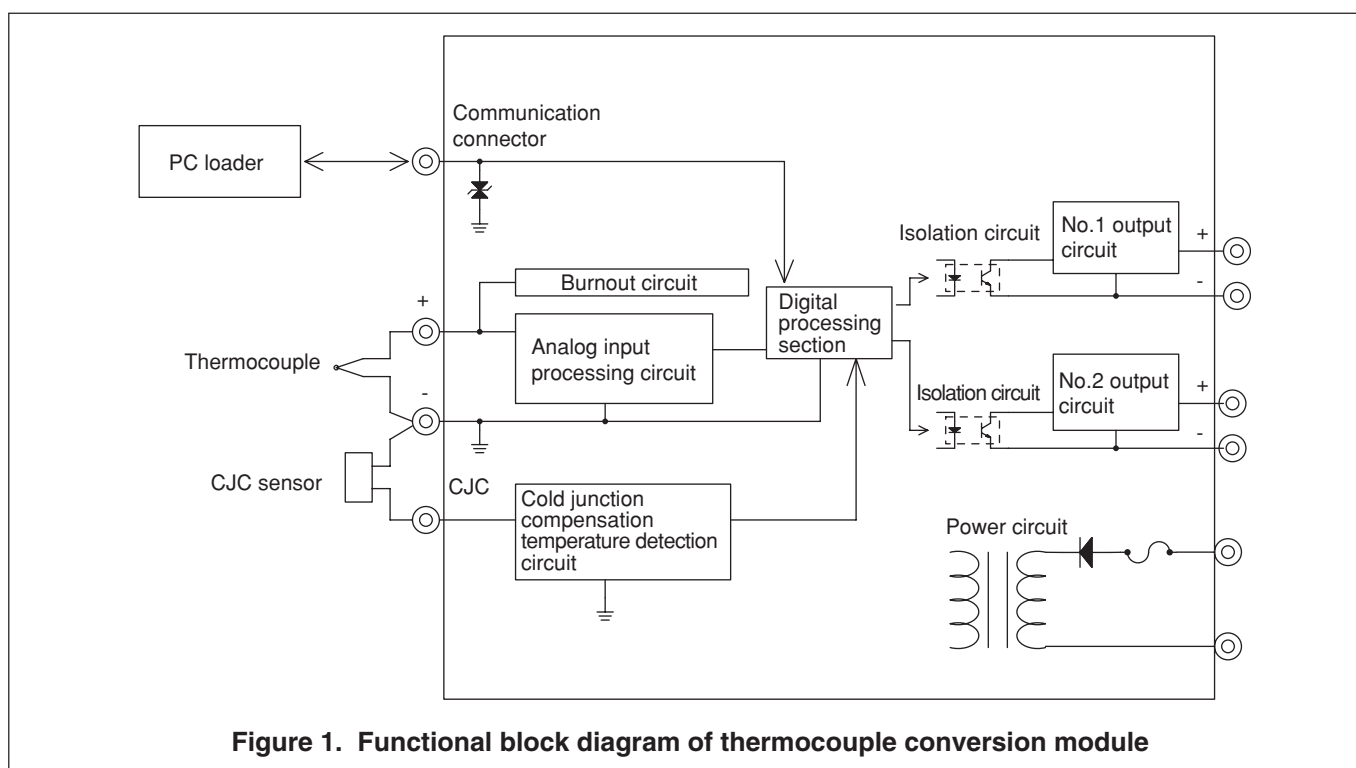 Communication
connector
PC loader
Isolation circuit
No.1 output
circuit
+
-
Burnout circuit
+
Digital
processing
section
Analog input
processing circuit
Thermocouple
-
Isolation circuit
No.2 output
circuit
+
-
CJC sensor
CJC
Cold junction
compensation
temperature detection
circuit
Power circuit
Figure 1. Functional block diagram of thermocouple conversion module